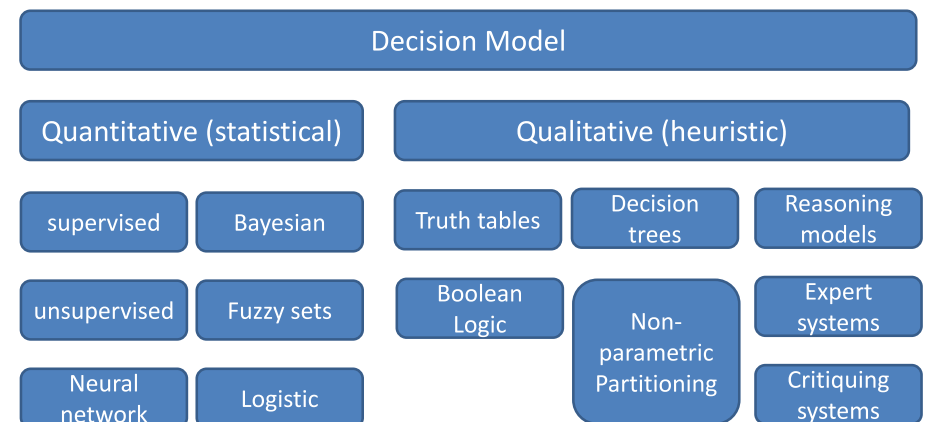 Decision Model
Quantitative (statistical)
Qualitative (heuristic)
supervised
Bayesian
Truth tables
Decision
trees
Reasoning
models
unsupervised
Fuzzy sets
Boolean
Logic
Non-
parametric
Partitioning
Expert
systems
Neural
network
Logistic
Critiquing
systems